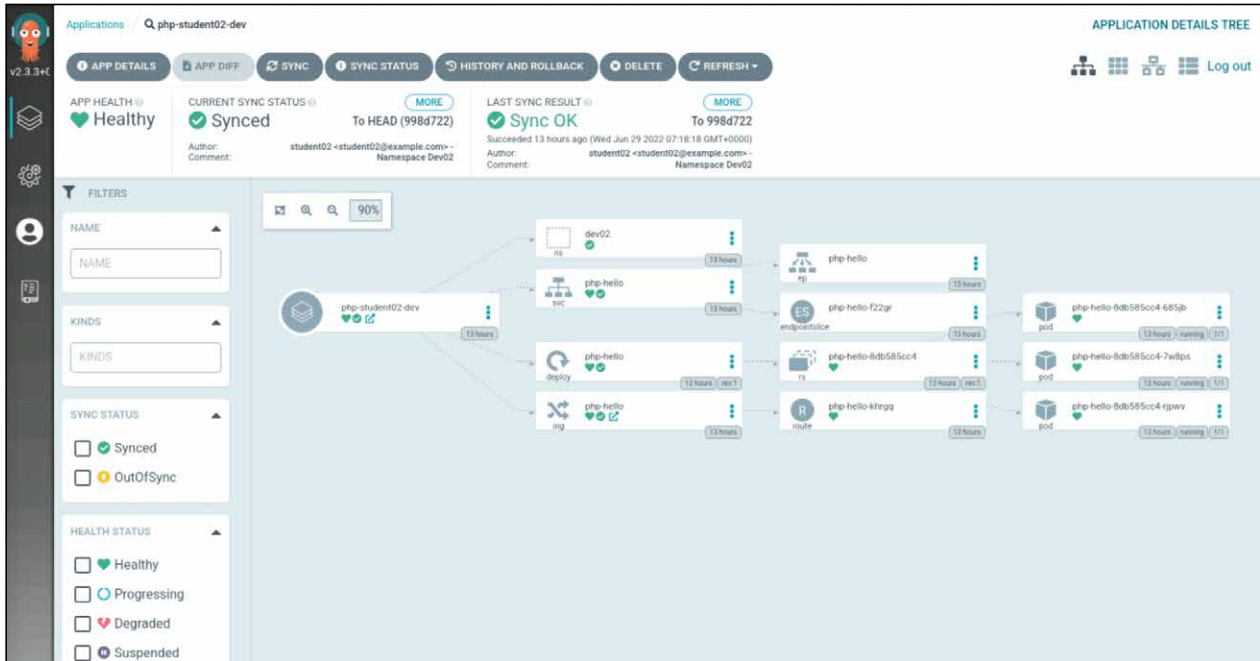 Applications
php-student02-dev
APPLICATION DETAILS TREE
v2.3.3+
APP DETAILS
APP DIFF
SYNC
SYNC STATUS
HISTORY AND ROLLBACK
DELETE
REFRESH
Log out
APP HEALTH
Healthy
CURRENT SYNC STATUS
MORE
Synced
To HEAD (998d722)
Author: student02 <student02@example.com> -
Comment: Namespace Dev02
LAST SYNC RESULT
MORE
Sync OK
To 998d722
Succeeded 13 hours ago (Wed Jun 29 2022 07:18:18 GMT+0000)
Author: student02 <student02@example.com> -
Comment: Namespace Dev02
FILTERS
NAME
NAME
KINDS
KINDS
SYNC STATUS
Synced
OutOfSync
HEALTH STATUS
Healthy
Progressing
Degraded
Suspended
90%
php-student02-dev
13 hours
dev02
ns
13 hours
php-hello
svc
13 hours
php-hello
deploy
13 hours rev:1
php-hello
ing
13 hours
php-hello
ep
13 hours
ES
php-hello-f22gr
endpointslice
13 hours
php-hello-8db585cc4
rs
13 hours rev:1
R
php-hello-khrgq
route
13 hours
php-hello-8db585cc4-685jb
pod
13 hours running 1/1
php-hello-8db585cc4-7w8ps
pod
13 hours running 1/1
php-hello-8db585cc4-rjpwv
pod
13 hours running 1/1